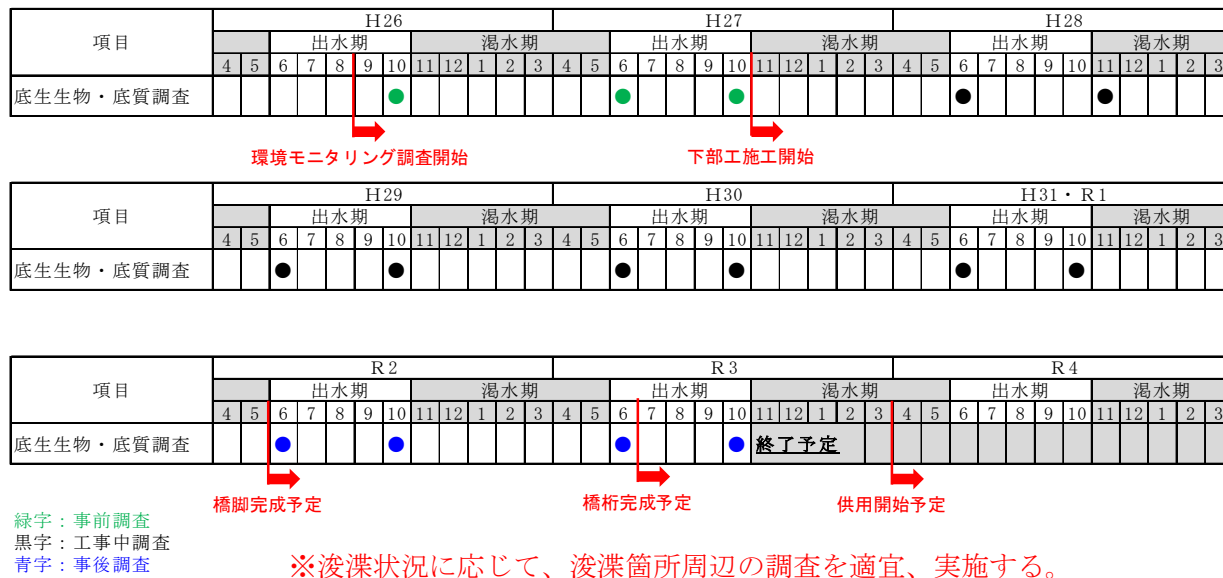 項目 H26 H27 H28
出水期 渇水期 出水期 渇水期 出水期 渇水期
4 5 6 7 8 9 10 11 12 1 2 3 4 5 6 7 8 9 10 11 12 1 2 3 4 5 6 7 8 9 10 11 12 1 2 3
底生生物・底質調査 ● ● ● ● ●
環境モニタリング調査開始 下部工施工開始
項目 H29 H30 H31・R1
出水期 渇水期 出水期 渇水期 出水期 渇水期
4 5 6 7 8 9 10 11 12 1 2 3 4 5 6 7 8 9 10 11 12 1 2 3 4 5 6 7 8 9 10 11 12 1 2 3
底生生物・底質調査 ● ● ● ● ● ●
項目 R2 R3 R4
出水期 渇水期 出水期 渇水期 出水期 渇水期
4 5 6 7 8 9 10 11 12 1 2 3 4 5 6 7 8 9 10 11 12 1 2 3 4 5 6 7 8 9 10 11 12 1 2 3
底生生物・底質調査 ● ● ● ● 終了予定
橋脚完成予定 橋桁完成予定 供用開始予定
緑字：事前調査
黒字：工事中調査
青字：事後調査
※浚渫状況に応じて、浚渫箇所周辺の調査を適宜、実施する。